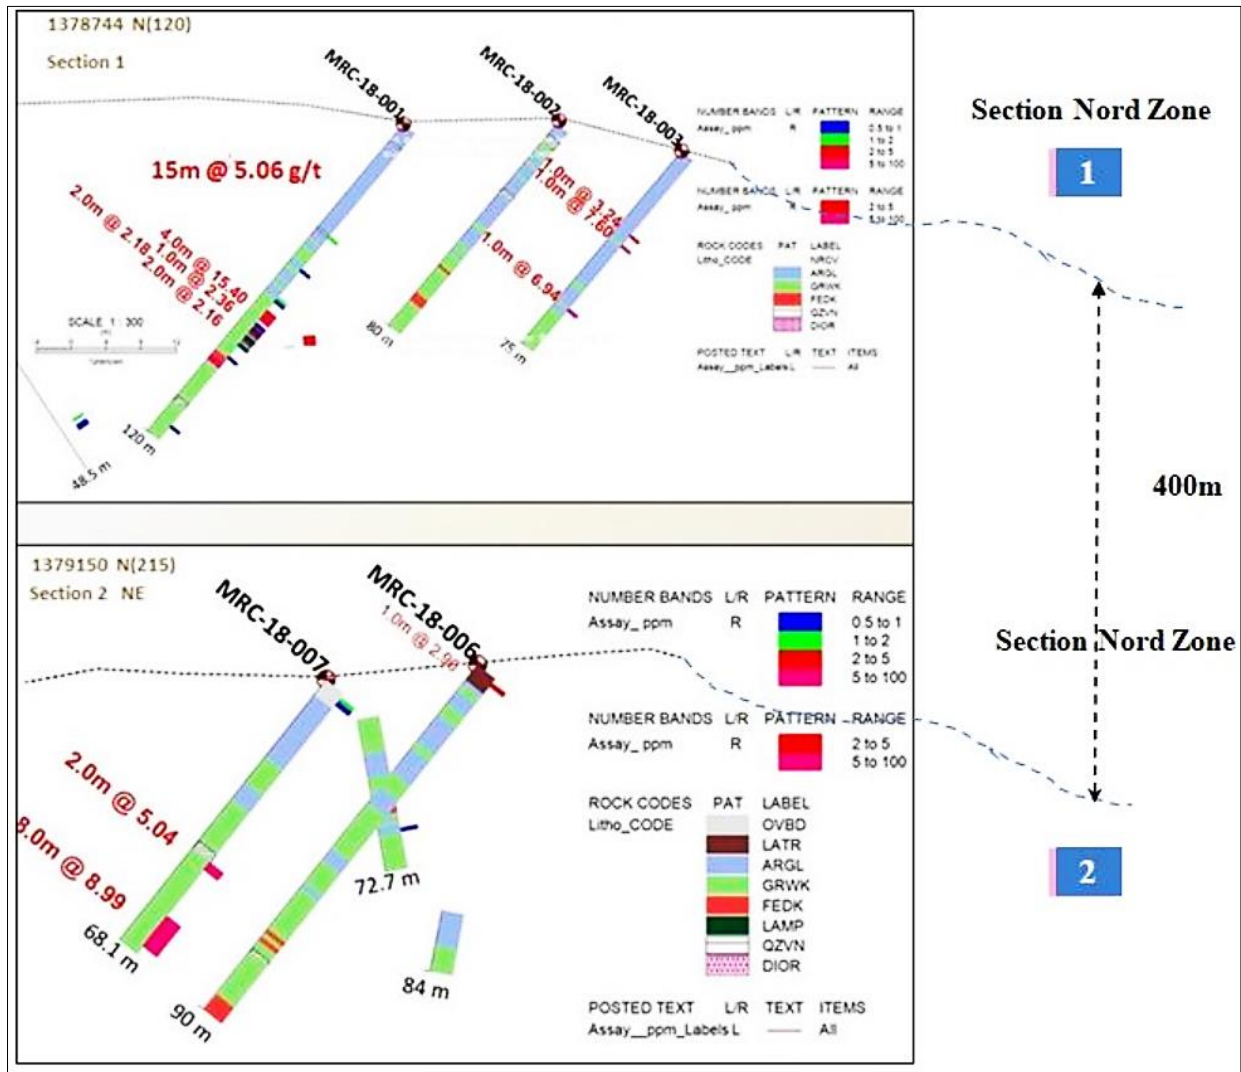 1378744 N(120)
Section 1
MRC-18-001
MRC-18-002
MRC-18-003
15m @ 5.06 g/t
2.0m @ 2.18
4.0m @ 15.40
1.0m @ 2.36
2.0m @ 2.16
1.0m @ 3.24
1.0m @ 7.60
1.0m @ 6.94
SCALE 1 : 300
120 m
80 m
75 m
48.5 m
NUMBER BANDS L/R PATTERN RANGE
Assay_ppm R 0.5 to 1
1 to 2
2 to 5
5 to 100
NUMBER BANDS L/R PATTERN RANGE
Assay_ppm R 2 to 5
5 to 100
ROCK CODES PAT LABEL
Litho_CODE NRCV
ARGL
GRWK
FEDK
QZVN
DIOR
POSTED TEXT L/R TEXT ITEMS
Assay__ppm_Labels L All
Section Nord Zone
1
400m
1379150 N(215)
Section 2 NE
MRC-18-007
MRC-18-006
1.0m @ 2.90
2.0m @ 5.04
8.0m @ 8.99
68.1 m
90 m
72.7 m
84 m
NUMBER BANDS L/R PATTERN RANGE
Assay_ppm R 0.5 to 1
1 to 2
2 to 5
5 to 100
NUMBER BANDS L/R PATTERN RANGE
Assay_ppm R 2 to 5
5 to 100
ROCK CODES PAT LABEL
Litho_CODE OVBD
LATR
ARGL
GRWK
FEDK
LAMP
QZVN
DIOR
POSTED TEXT L/R TEXT ITEMS
Assay__ppm_Labels L All
Section Nord Zone
2